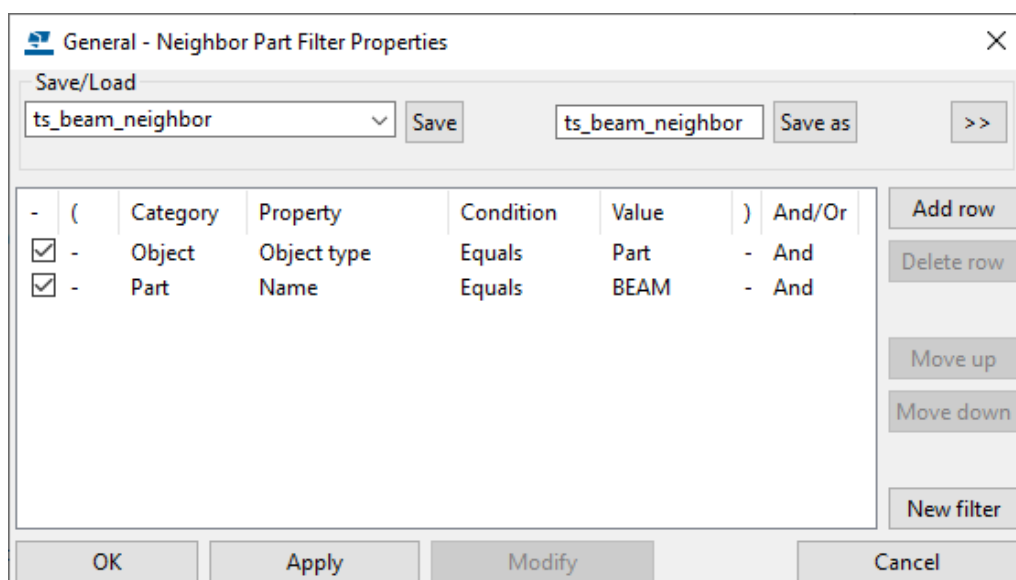 General - Neighbor Part Filter Properties
Save/Load
ts_beam_neighbor Save ts_beam_neighbor Save as >>
- ( Category Property Condition Value ) And/Or Add row
- Object Object type Equals Part - And Delete row
- Part Name Equals BEAM - And
Move up
Move down
New filter
OK Apply Modify Cancel